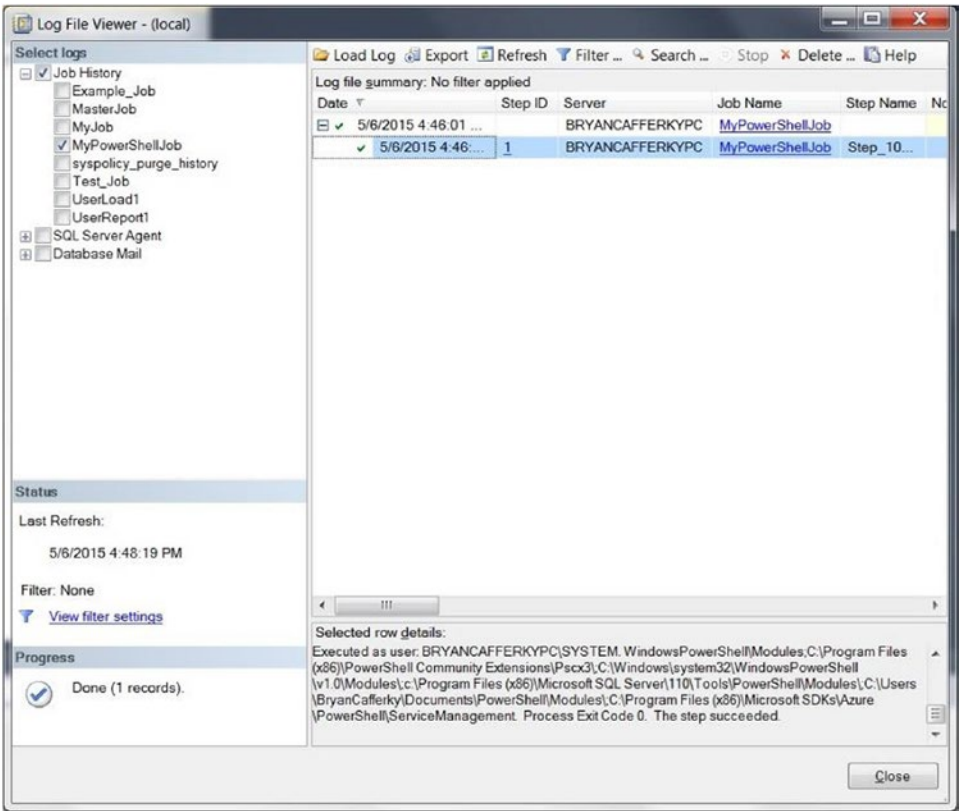 Log File Viewer - (local)
Select logs
Job History
Example_Job
MasterJob
MyJob
MyPowerShellJob
syspolicy_purge_history
Test_Job
UserLoad1
UserReport1
SQL Server Agent
Database Mail
Status
Last Refresh:
5/6/2015 4:48:19 PM
Filter: None
View filter settings
Progress
Done (1 records).
Load Log Export Refresh Filter ... Search ... Stop Delete ... Help
Log file summary: No filter applied
Date Step ID Server Job Name Step Name No
5/6/2015 4:46:01 ... BRYANCAFFERKYPC MyPowerShellJob
5/6/2015 4:46:... 1 BRYANCAFFERKYPC MyPowerShellJob Step_10...
Selected row details:
Executed as user: BRYANCAFFERKYPC\SYSTEM. WindowsPowerShell\Modules;C:\Program Files
(x86)\PowerShell Community Extensions\Pscx3\;C:\Windows\system32\WindowsPowerShell
\v1.0\Modules\;c:\Program Files (x86)\Microsoft SQL Server\110\Tools\PowerShell\Modules\;C:\Users
\BryanCafferky\Documents\PowerShell\Modules\;C:\Program Files (x86)\Microsoft SDKs\Azure
\PowerShell\ServiceManagement. Process Exit Code 0. The step succeeded.
Close